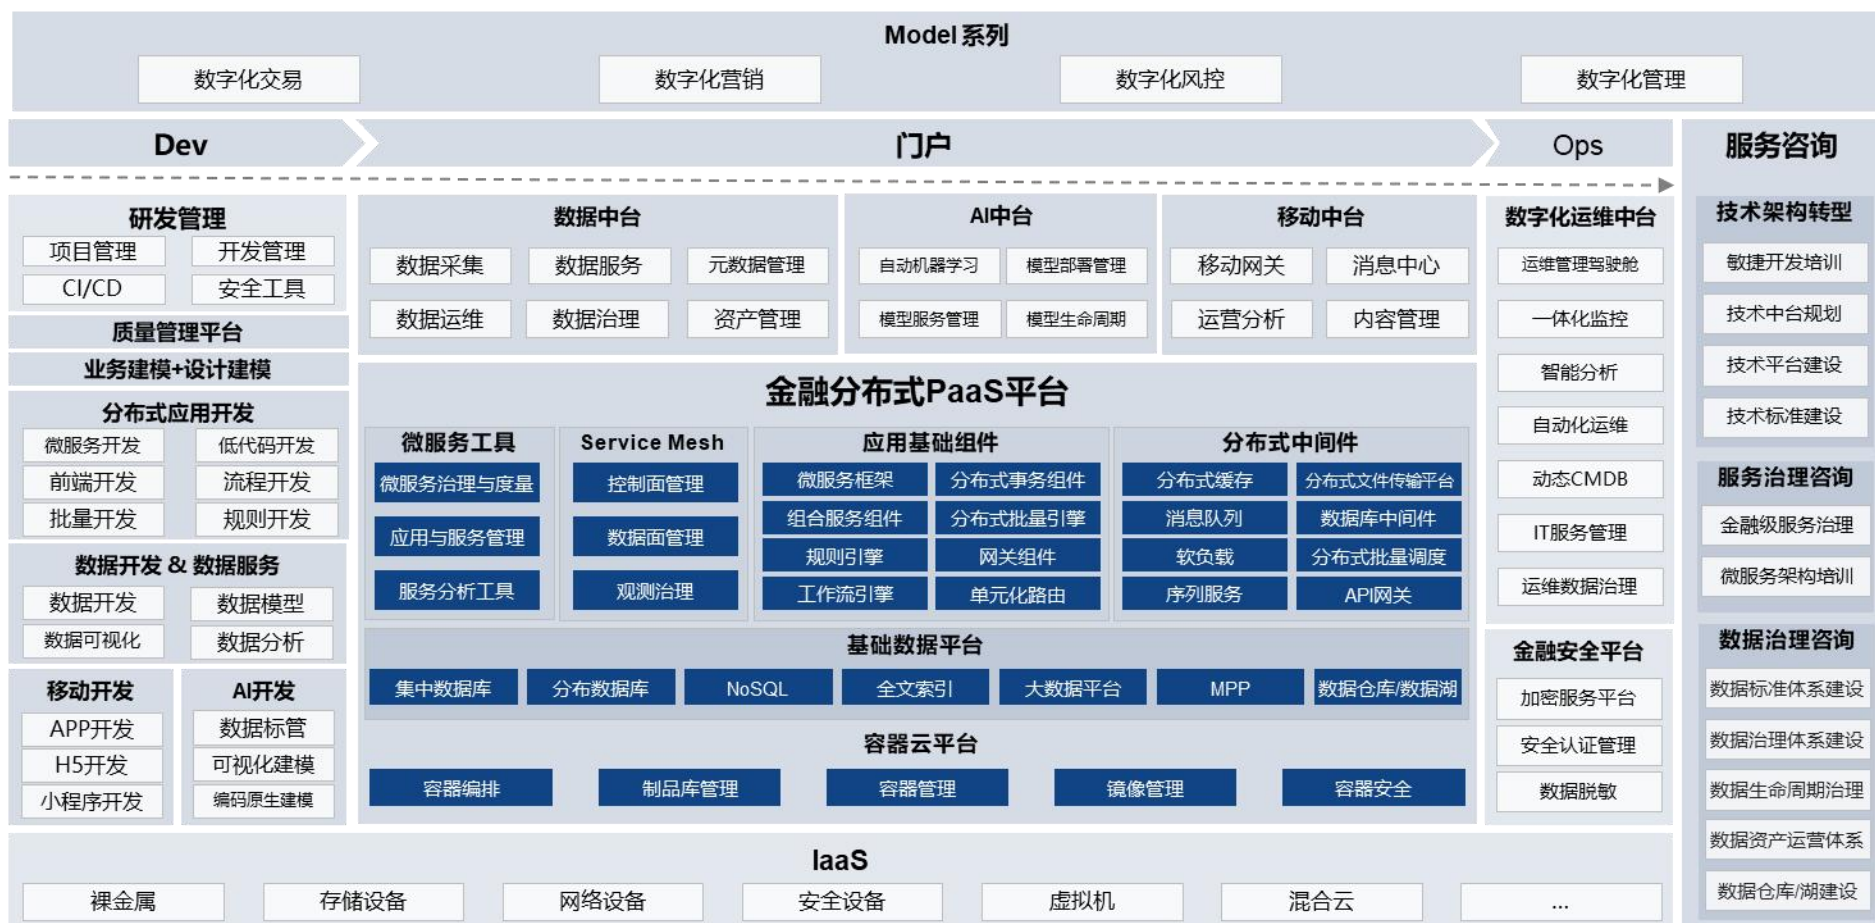 Model 系列
数字化交易
数字化营销
数字化风控
数字化管理
Dev
门户
Ops
服务咨询
研发管理
项目管理
开发管理
CI/CD
安全工具
质量管理平台
业务建模+设计建模
分布式应用开发
微服务开发
低代码开发
前端开发
流程开发
批量开发
规则开发
数据开发 & 数据服务
数据开发
数据模型
数据可视化
数据分析
移动开发
APP开发
H5开发
小程序开发
AI开发
数据标管
可视化建模
编码原生建模
数据中台
数据采集
数据服务
元数据管理
数据运维
数据治理
资产管理
AI中台
自动机器学习
模型部署管理
模型服务管理
模型生命周期
移动中台
移动网关
消息中心
运营分析
内容管理
金融分布式PaaS平台
微服务工具
微服务治理与度量
应用与服务管理
服务分析工具
Service Mesh
控制面管理
数据面管理
观测治理
应用基础组件
微服务框架
分布式事务组件
组合服务组件
分布式批量引擎
规则引擎
网关组件
工作流引擎
单元化路由
分布式中间件
分布式缓存
分布式文件传输平台
消息队列
数据库中间件
软负载
分布式批量调度
序列服务
API网关
基础数据平台
集中数据库
分布数据库
NoSQL
全文索引
大数据平台
MPP
数据仓库/数据湖
容器云平台
容器编排
制品库管理
容器管理
镜像管理
容器安全
数字化运维中台
运维管理驾驶舱
一体化监控
智能分析
自动化运维
动态CMDB
IT服务管理
运维数据治理
金融安全平台
加密服务平台
安全认证管理
数据脱敏
技术架构转型
敏捷开发培训
技术中台规划
技术平台建设
技术标准建设
服务治理咨询
金融级服务治理
微服务架构培训
数据治理咨询
数据标准体系建设
数据治理体系建设
数据生命周期治理
数据资产运营体系
数据仓库/湖建设
IaaS
裸金属
存储设备
网络设备
安全设备
虚拟机
混合云
...